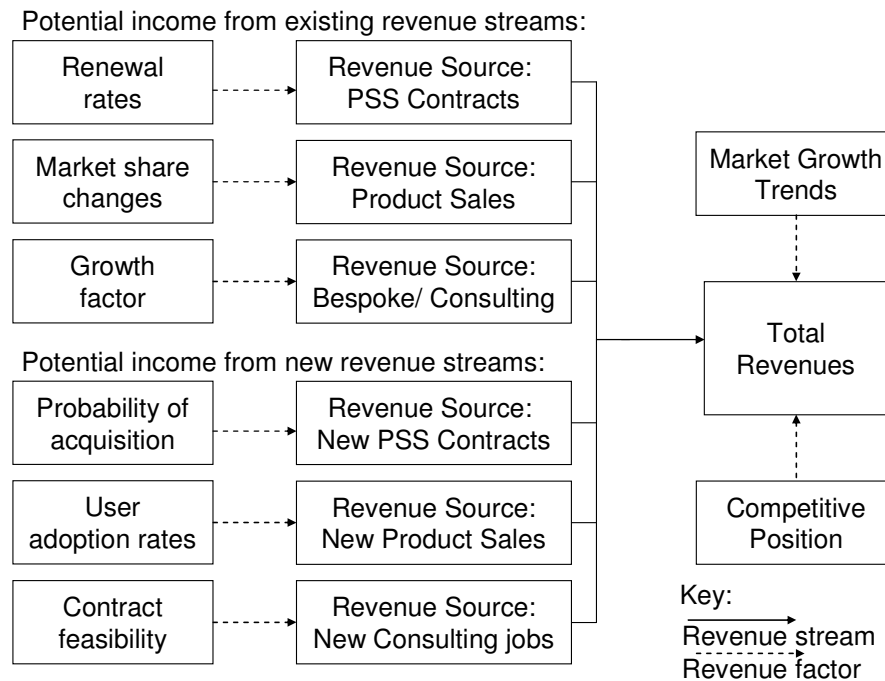 Potential income from existing revenue streams:
Renewal
rates
Revenue Source:
PSS Contracts
Market share
changes
Revenue Source:
Product Sales
Growth
factor
Revenue Source:
Bespoke/ Consulting
Potential income from new revenue streams:
Probability of
acquisition
Revenue Source:
New PSS Contracts
User
adoption rates
Revenue Source:
New Product Sales
Contract
feasibility
Revenue Source:
New Consulting jobs
Market Growth
Trends
Total
Revenues
Competitive
Position
Key:
Revenue stream
Revenue factor